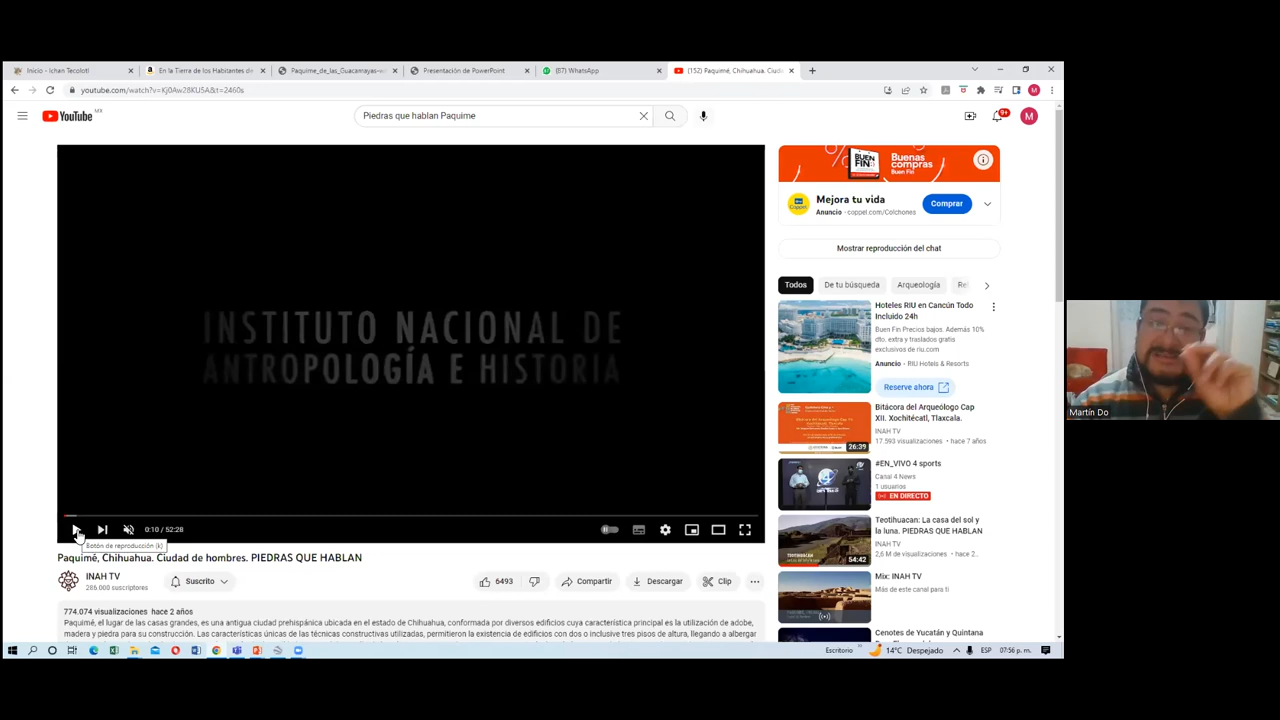 Inicio - Ichan Tecolotl
En la Tierra de los Habitantes de
Paquime_de_las_Guacamayas-w
Presentación de PowerPoint
(87) WhatsApp
(152) Paquimé, Chihuahua. Ciud
youtube.com/watch?v=Kj0Aw28KU5A&t=2460s
YouTube MX
Piedras que hablan Paquime
9+
M
INSTITUTO NACIONAL DE
ANTROPOLOGÍA E HISTORIA
0:10 / 52:28
Botón de reproducción (k)
Paquimé, Chihuahua. Ciudad de hombres. PIEDRAS QUE HABLAN
INAH TV
286.000 suscriptores
Suscrito
6493
Compartir
Descargar
Clip
774.074 visualizaciones hace 2 años
Paquimé, el lugar de las casas grandes, es una antigua ciudad prehispánica ubicada en el estado de Chihuahua, conformada por diversos edificios cuya característica principal es la utilización de adobe,
madera y piedra para su construcción. Las características únicas de las técnicas constructivas utilizadas, permitieron la existencia de edificios con dos o inclusive tres pisos de altura, llegando a albergar
BUEN FIN
Buenas compras
Buen Fin
Mejora tu vida
Anuncio · coppel.com/Colchones
Comprar
Mostrar reproducción del chat
Todos
De tu búsqueda
Arqueología
Rel
Hoteles RIU en Cancún Todo
Incluido 24h
Buen Fin Precios bajos. Además 10%
dto, extra y traslados gratis
exclusivos de riu.com
Anuncio · RIU Hotels & Resorts
Reserve ahora
Bitácora del Arqueólogo Cap
XII. Xochitécatl, Tlaxcala.
INAH TV
17.593 visualizaciones · hace 7 años
26:39
#EN_VIVO 4 sports
Canal 4 News
1 usuarios
EN DIRECTO
Teotihuacan: La casa del sol y
la luna. PIEDRAS QUE HABLAN
INAH TV
2,6 M de visualizaciones · hace 2...
54:42
Mix: INAH TV
Más de este canal para ti
Cenotes de Yucatán y Quintana
Martín Do
Escritorio
14°C Despejado
ESP
07:56 p. m.